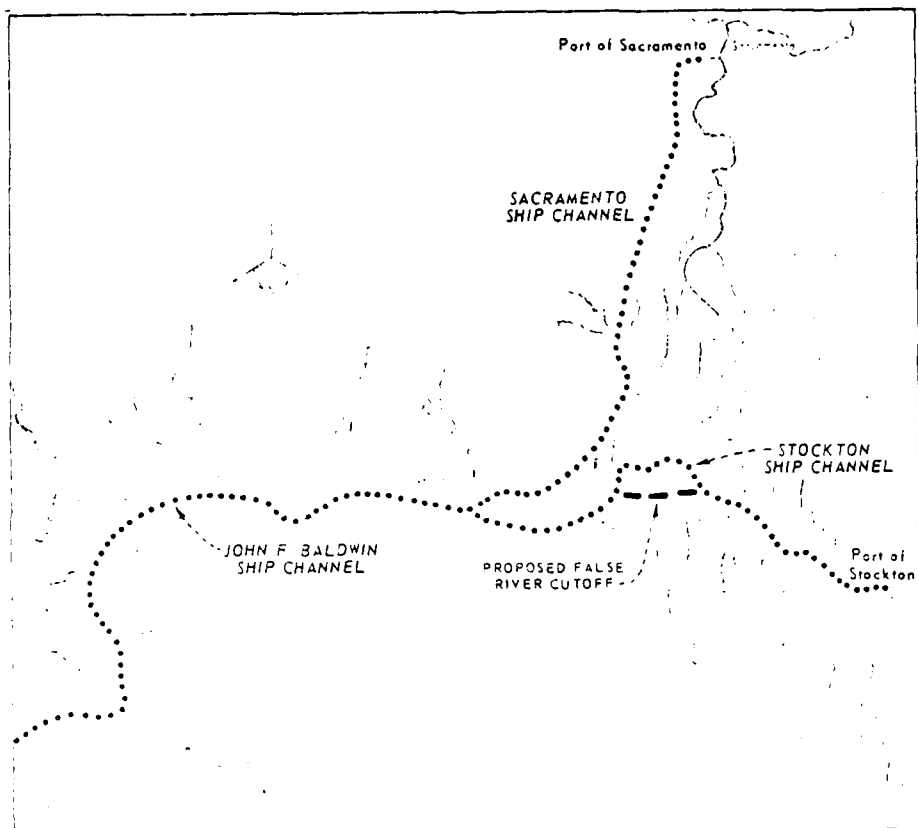 Port of Sacramento
SACRAMENTO
SHIP CHANNEL
STOCKTON
SHIP CHANNEL
JOHN F. BALDWIN
SHIP CHANNEL
PROPOSED FALSE
RIVER CUTOFF
Port of
Stockton